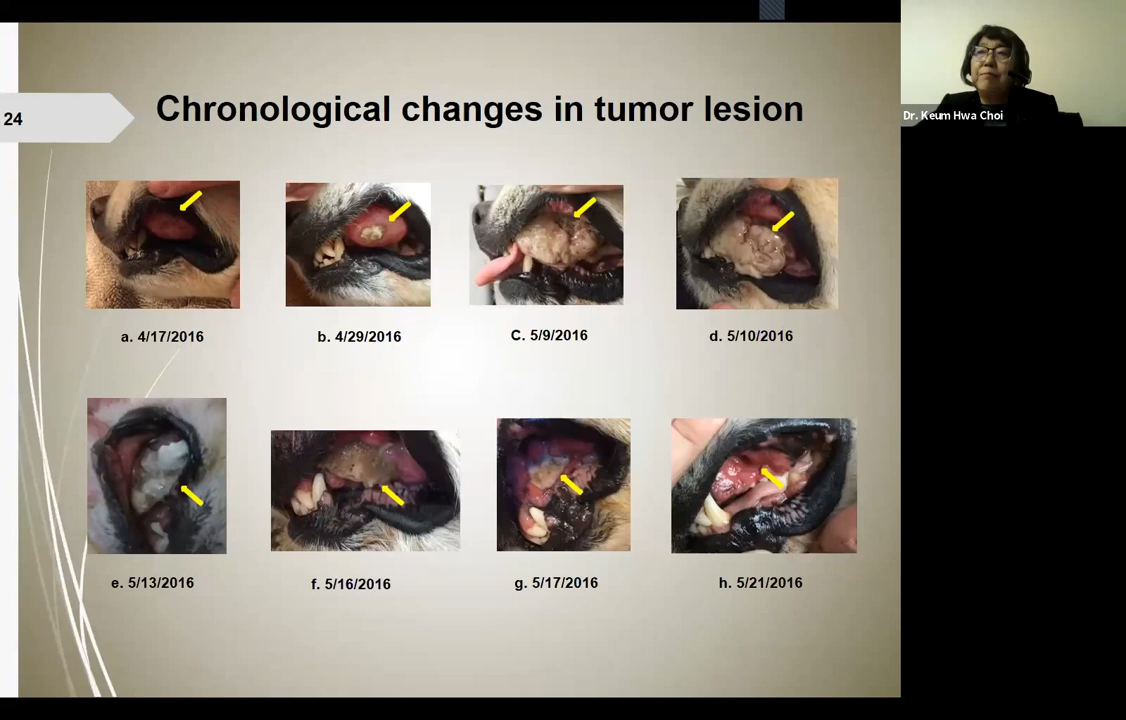 24
Chronological changes in tumor lesion
Dr. Keum Hwa Choi
a. 4/17/2016
b. 4/29/2016
C. 5/9/2016
d. 5/10/2016
e. 5/13/2016
f. 5/16/2016
g. 5/17/2016
h. 5/21/2016